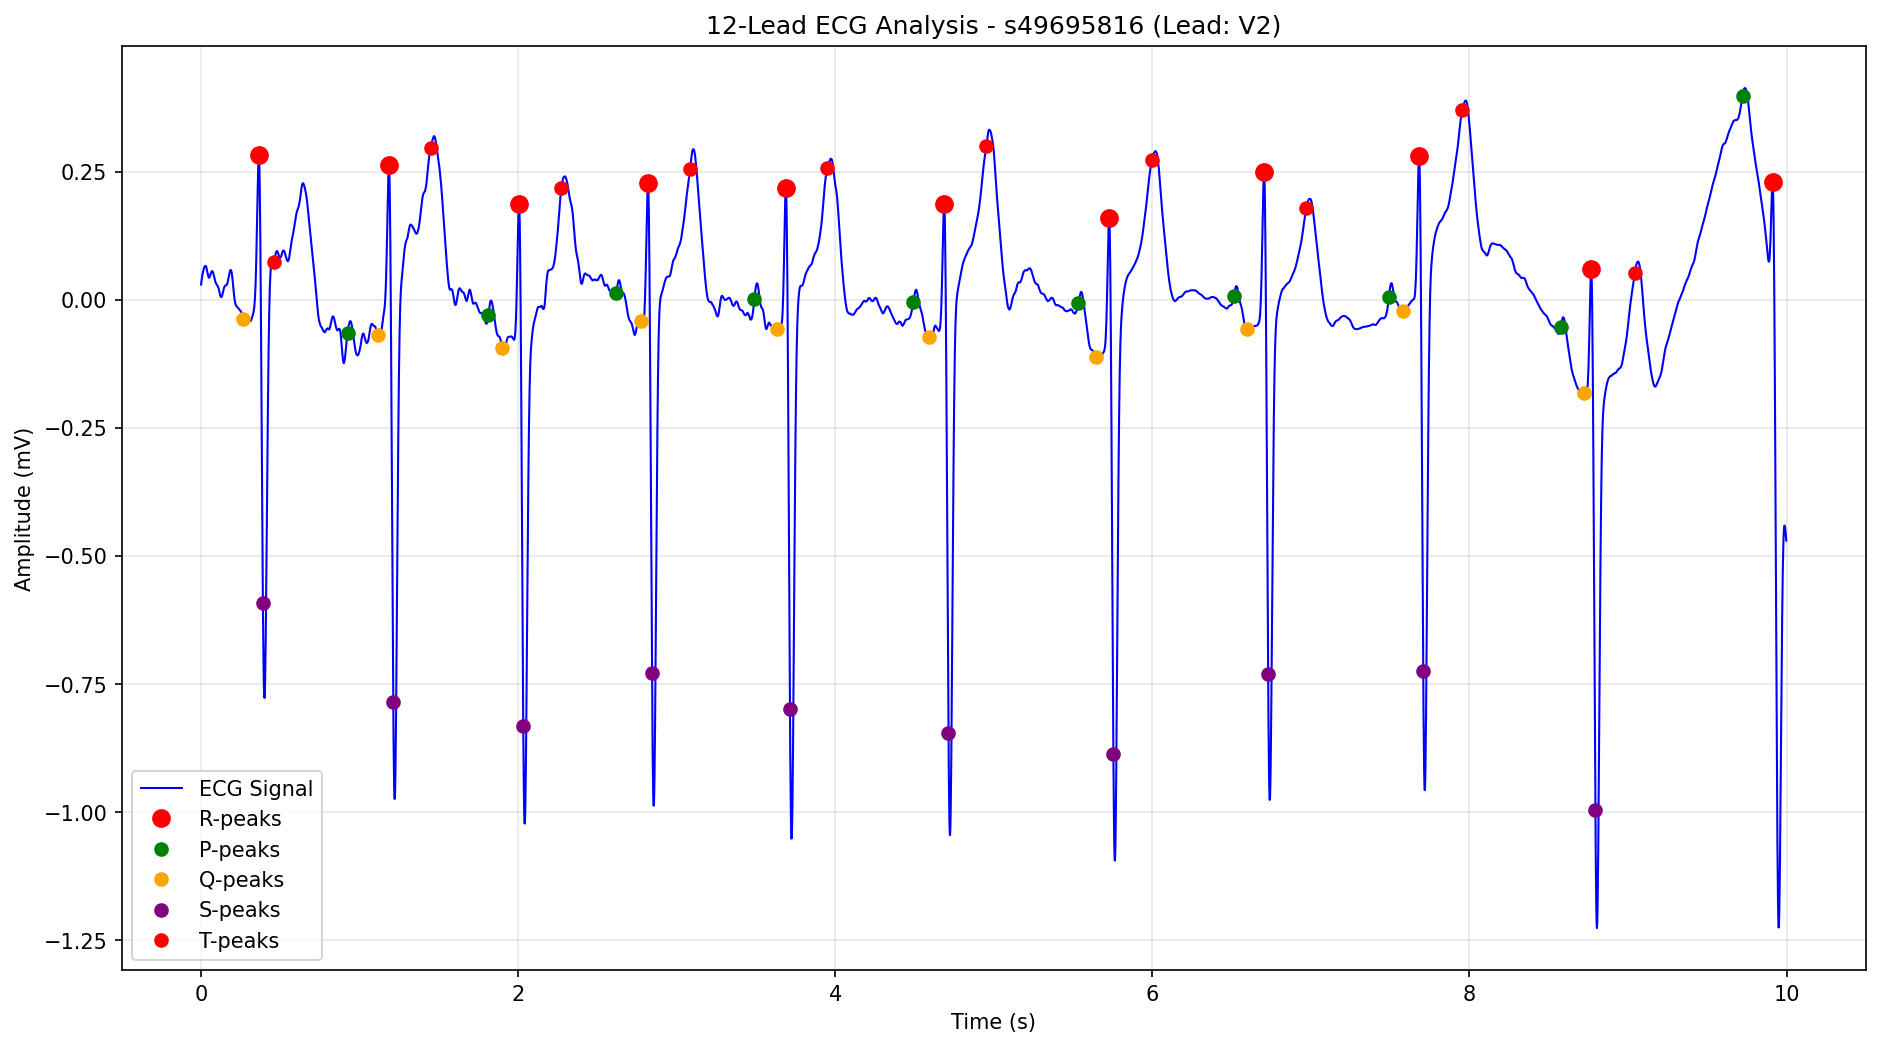 12-Lead ECG Analysis - s49695816 (Lead: V2)
Amplitude (mV)
0.25
0.00
−0.25
−0.50
−0.75
−1.00
−1.25
ECG Signal
R-peaks
P-peaks
Q-peaks
S-peaks
T-peaks
0 2 4 6 8 10
Time (s)